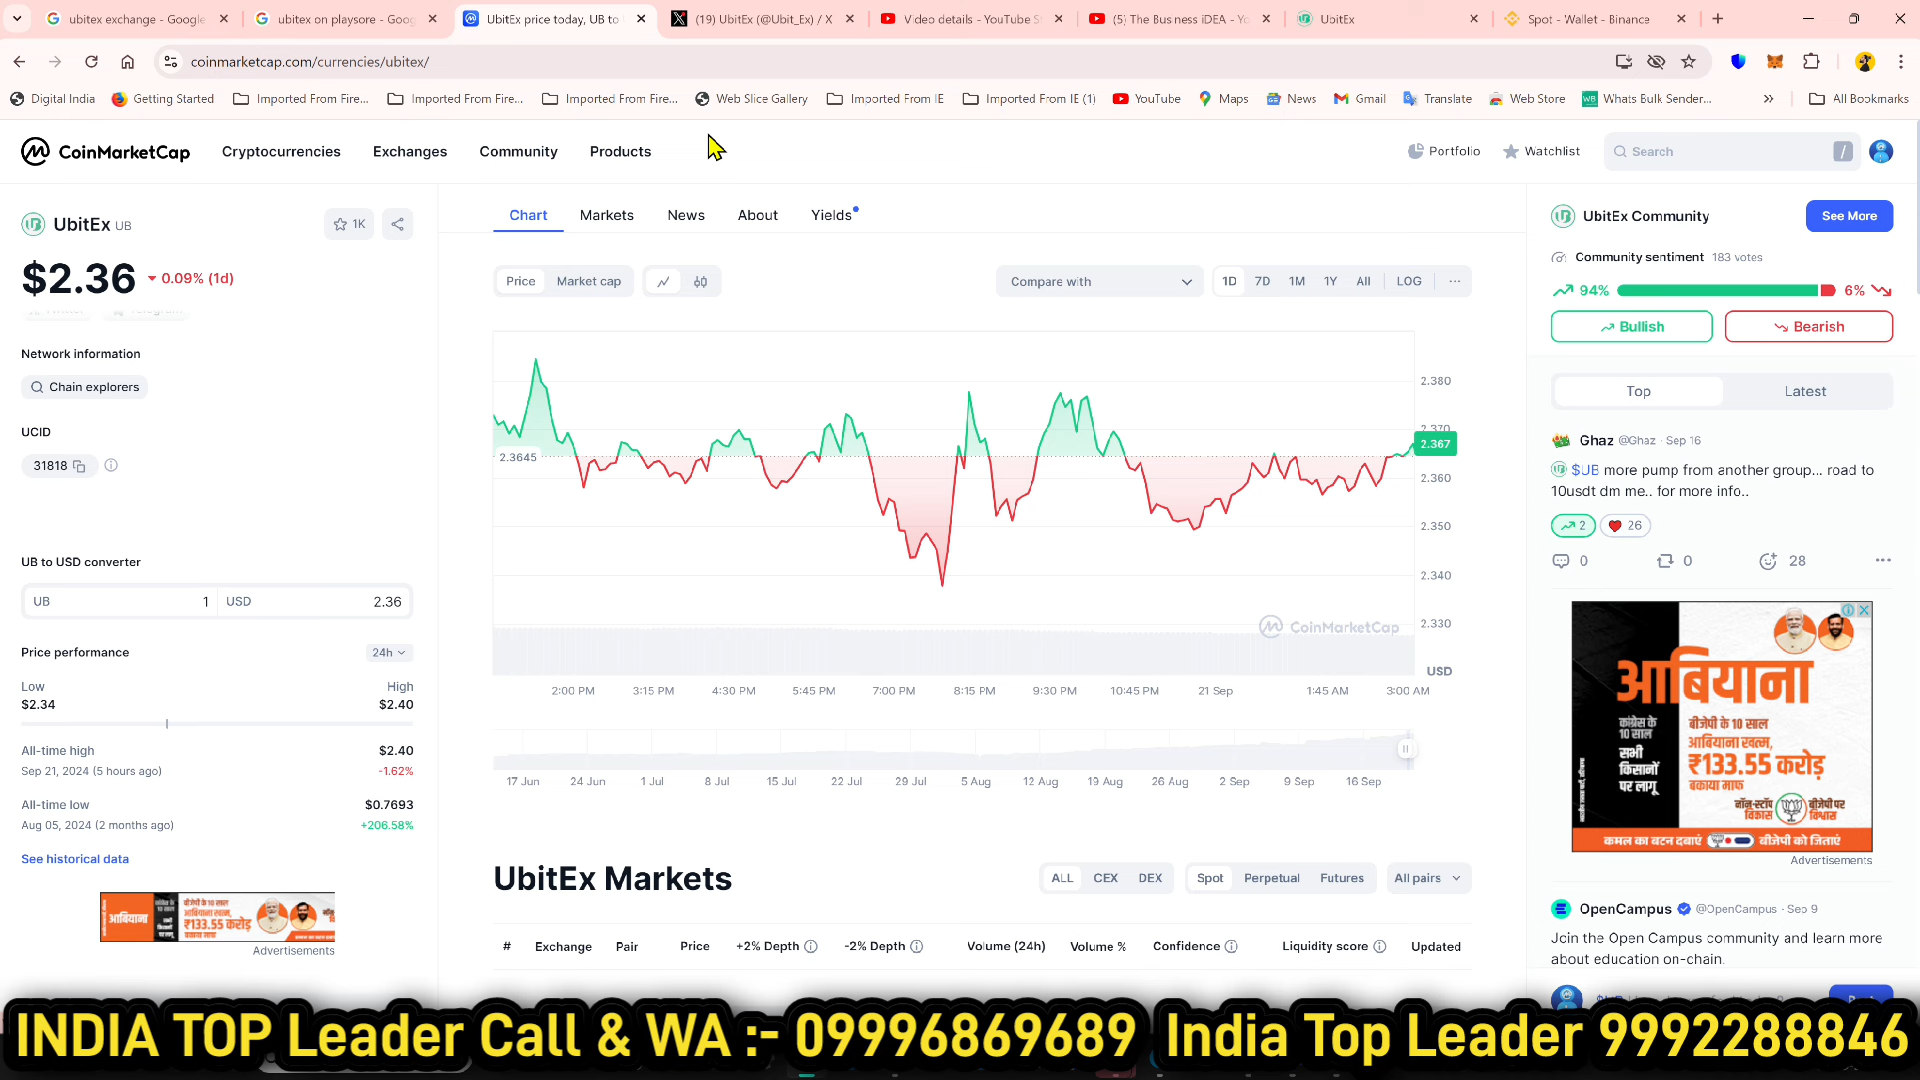 ubitex exchange - Google
ubitex on playsore - Goog
UbitEx price today, UB to
(19) UbitEx (@Ubit_Ex) / X
Video details - YouTube S
(5) The Business iDEA - Yo
UbitEx
Spot - Wallet - Binance
coinmarketcap.com/currencies/ubitex/
Digital India
Getting Started
Imported From Fire...
Imported From Fire...
Imported From Fire...
Web Slice Gallery
Imported From IE
Imported From IE (1)
YouTube
Maps
News
Gmail
Translate
Web Store
Whats Bulk Sender...
All Bookmarks
CoinMarketCap
Cryptocurrencies
Exchanges
Community
Products
Portfolio
Watchlist
Search
/
UbitEx UB
1K
$2.36
0.09% (1d)
Network information
Chain explorers
UCID
31818
UB to USD converter
UB 1
USD 2.36
Price performance
24h
Low High
$2.34 $2.40
All-time high $2.40
Sep 21, 2024 (5 hours ago) -1.62%
All-time low $0.7693
Aug 05, 2024 (2 months ago) +206.58%
See historical data
आबियाना
₹133.55 करोड़
Advertisements
Chart
Markets
News
About
Yields
Price
Market cap
Compare with
1D 7D 1M 1Y All LOG ...
2.380
2.370
2.367
2.3645
2.360
2.350
2.340
2.330
CoinMarketCap
USD
2:00 PM 3:15 PM 4:30 PM 5:45 PM 7:00 PM 8:15 PM 9:30 PM 10:45 PM 21 Sep 1:45 AM 3:00 AM
17 Jun 24 Jun 1 Jul 8 Jul 15 Jul 22 Jul 29 Jul 5 Aug 12 Aug 19 Aug 26 Aug 2 Sep 9 Sep 16 Sep
UbitEx Markets
ALL CEX DEX
Spot Perpetual Futures
All pairs
# Exchange Pair Price +2% Depth -2% Depth Volume (24h) Volume % Confidence Liquidity score Updated
UbitEx Community
See More
Community sentiment 183 votes
94%
6%
Bullish
Bearish
Top
Latest
Ghaz @Ghaz · Sep 16
$UB more pump from another group... road to
10usdt dm me.. for more info..
2
26
0
0
28
आबियाना
कांग्रेस के
10 साल
सभी
किसानों
पर लागू
बीजेपी के 10 साल
आबियाना खत्म,
₹133.55 करोड़
बकाया माफ
नॉन-स्टॉप
विकास
बीजेपी पर
विश्वास
कमल का बटन दबाएं
बीजेपी को जिताएं
Advertisements
OpenCampus @OpenCampus · Sep 9
Join the Open Campus community and learn more
about education on-chain.
INDIA TOP Leader Call & WA :- 09996869689 India Top Leader 9992288846